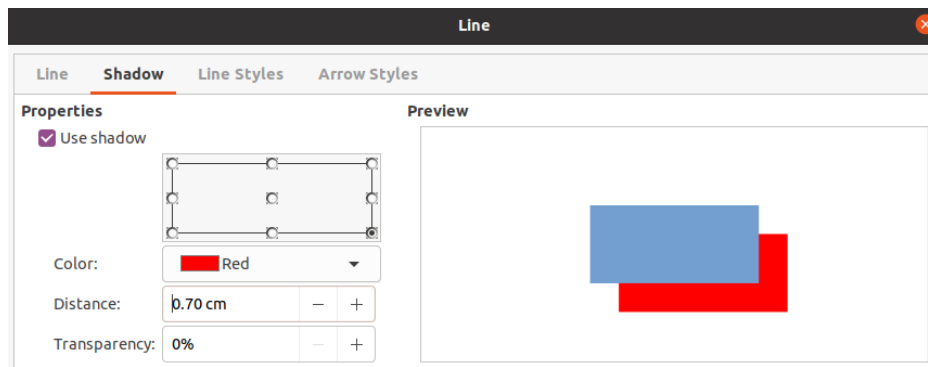 Line
Line Shadow Line Styles Arrow Styles
Properties
Use shadow
Color: Red
Distance: 0.70 cm
Transparency: 0%
Preview